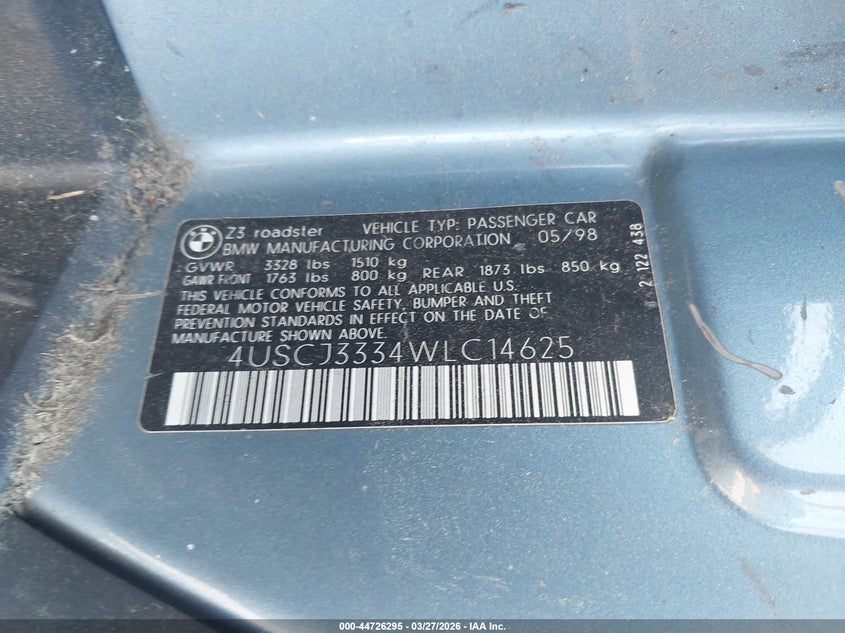 Z3 roadster VEHICLE TYP: PASSENGER CAR
BMW MANUFACTURING CORPORATION 05/98
GVWR 3328 lbs 1510 kg
GAWR FRONT 1763 lbs 800 kg REAR 1873 lbs 850 kg
THIS VEHICLE CONFORMS TO ALL APPLICABLE U.S.
FEDERAL MOTOR VEHICLE SAFETY, BUMPER AND THEFT
PREVENTION STANDARDS IN EFFECT ON THE DATE OF
MANUFACTURE SHOWN ABOVE.
4USCJ3334WLC14625
2 122 438
000-44726295 - 03/27/2026 - IAA Inc.